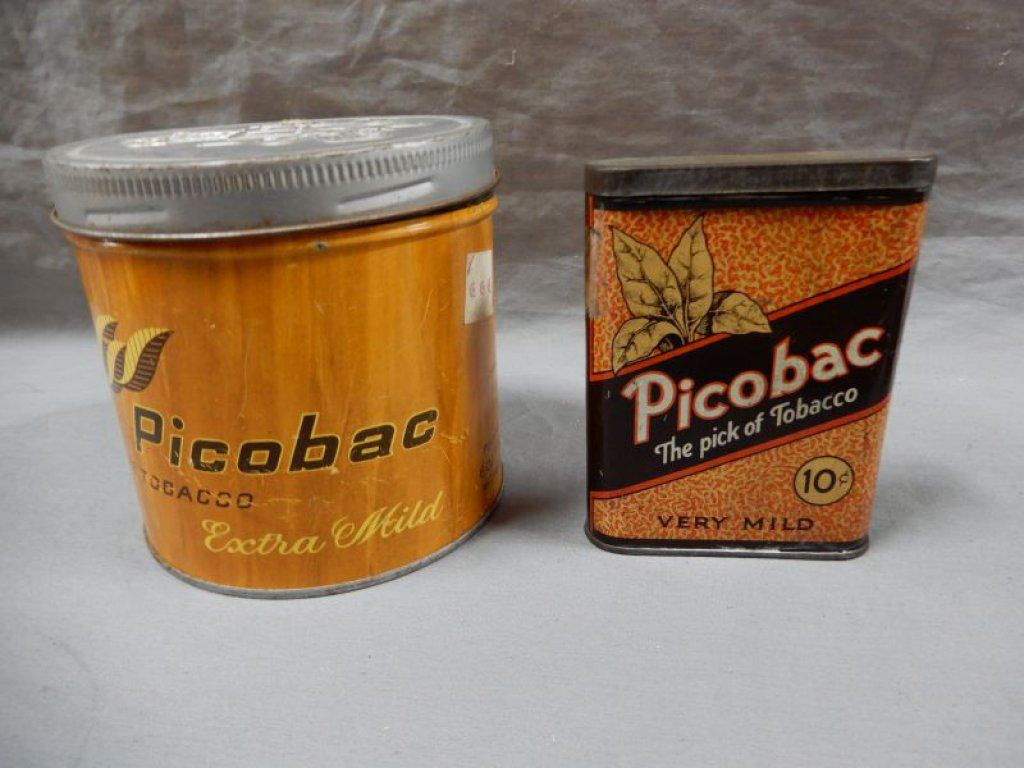 Picobac
TOBACCO
Extra Mild
Picobac
The pick of Tobacco
10¢
VERY MILD